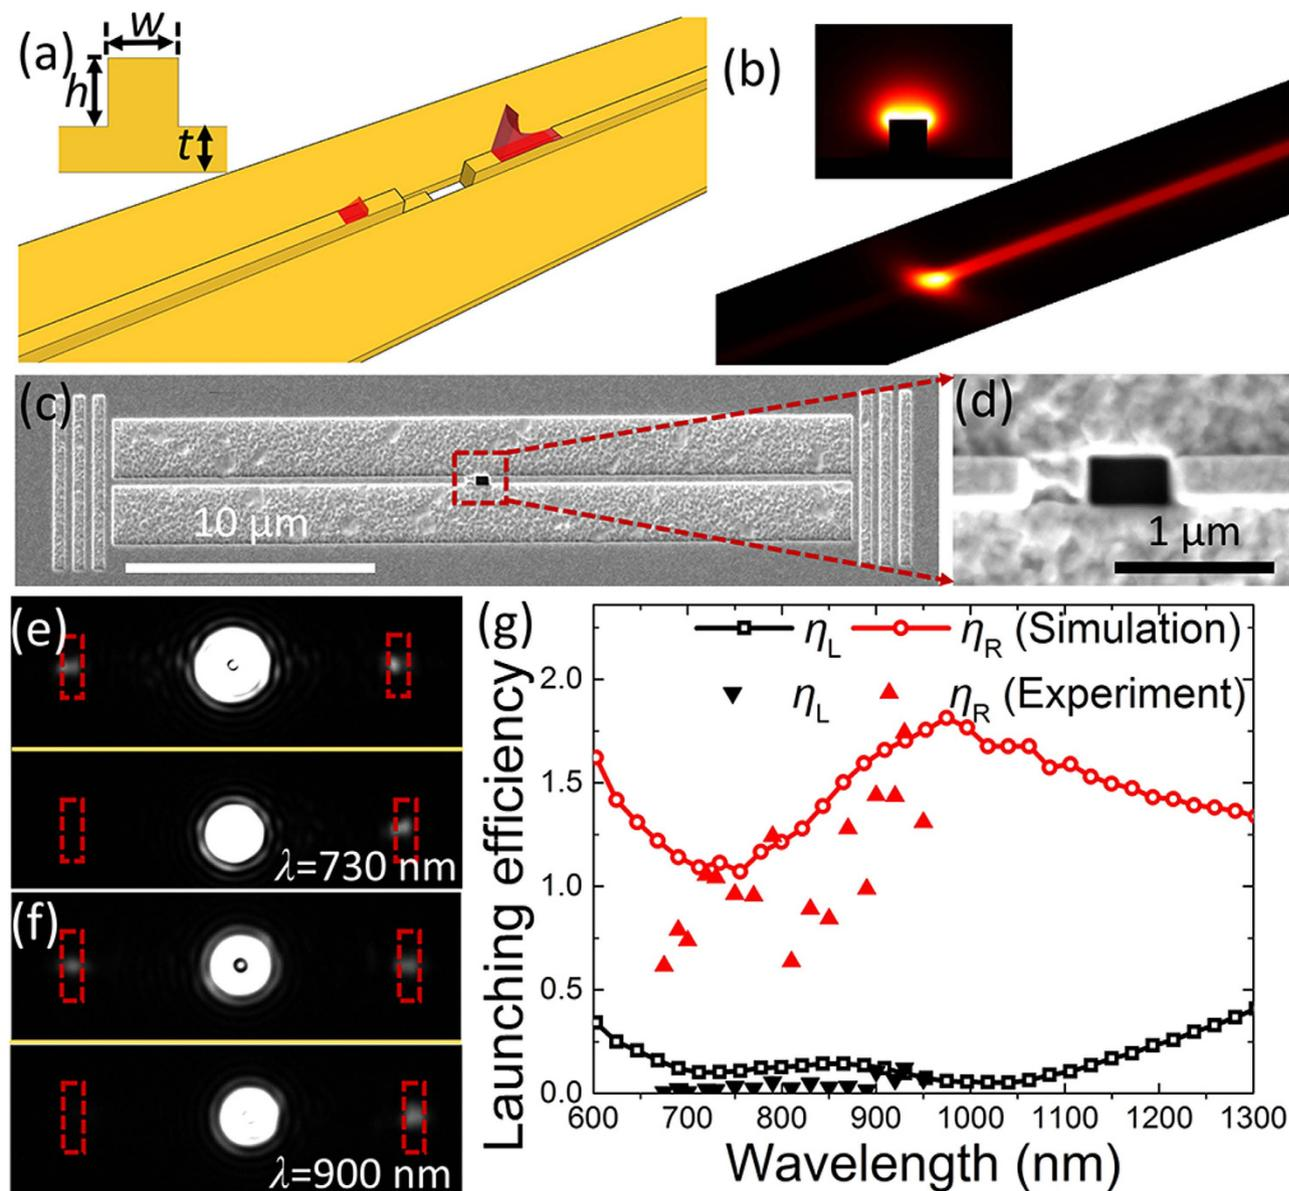 (a)
w
h
t
(b)
(c)
10 μm
(d)
1 μm
(e)
λ=730 nm
(f)
λ=900 nm
(g)
η_L η_R (Simulation)
η_L η_R (Experiment)
Launching efficiency
2.0
1.5
1.0
0.5
0.0
600 700 800 900 1000 1100 1200 1300
Wavelength (nm)